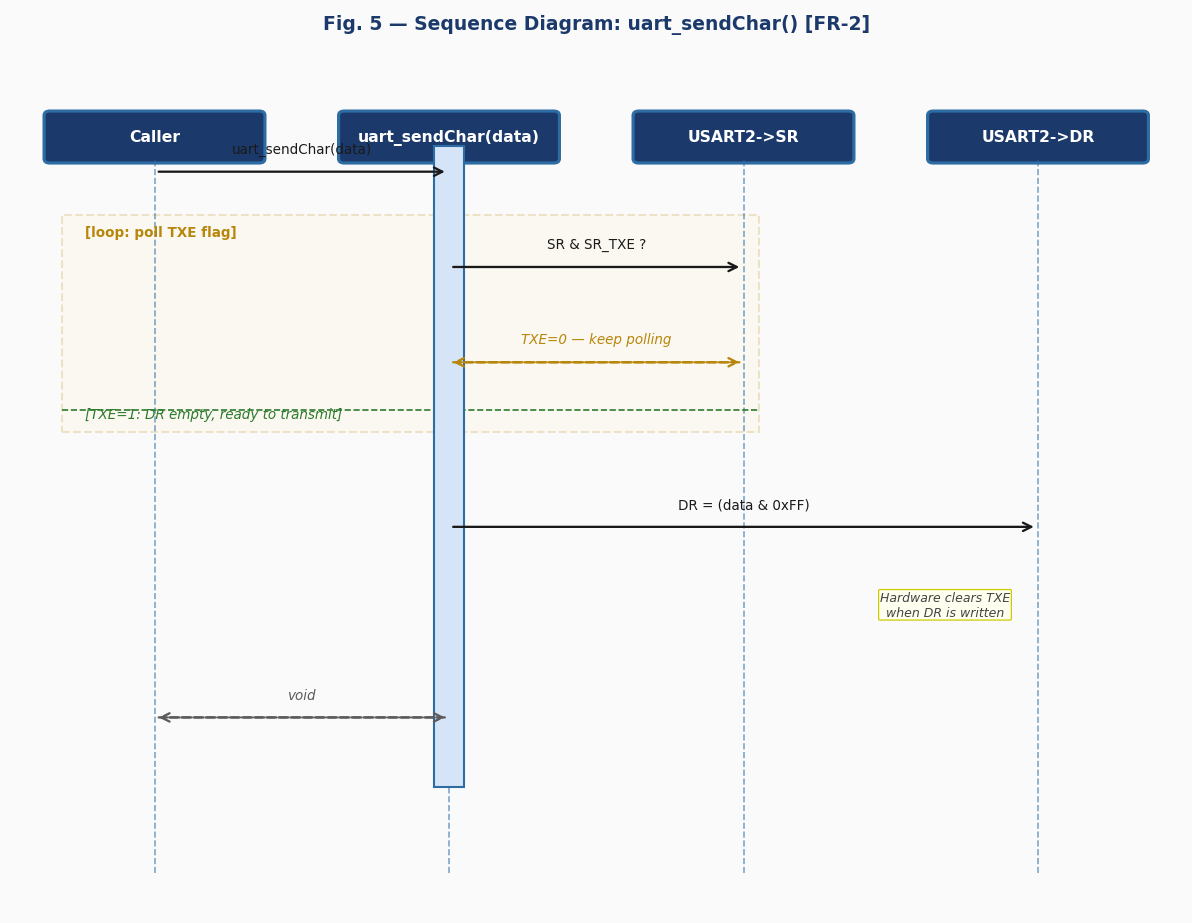 Fig. 5 — Sequence Diagram: uart_sendChar() [FR-2]
Caller
uart_sendChar(data)
USART2->SR
USART2->DR
uart_sendChar(data)
[loop: poll TXE flag]
SR & SR_TXE ?
TXE=0 — keep polling
[TXE=1: DR empty, ready to transmit]
DR = (data & 0xFF)
Hardware clears TXE
when DR is written
void